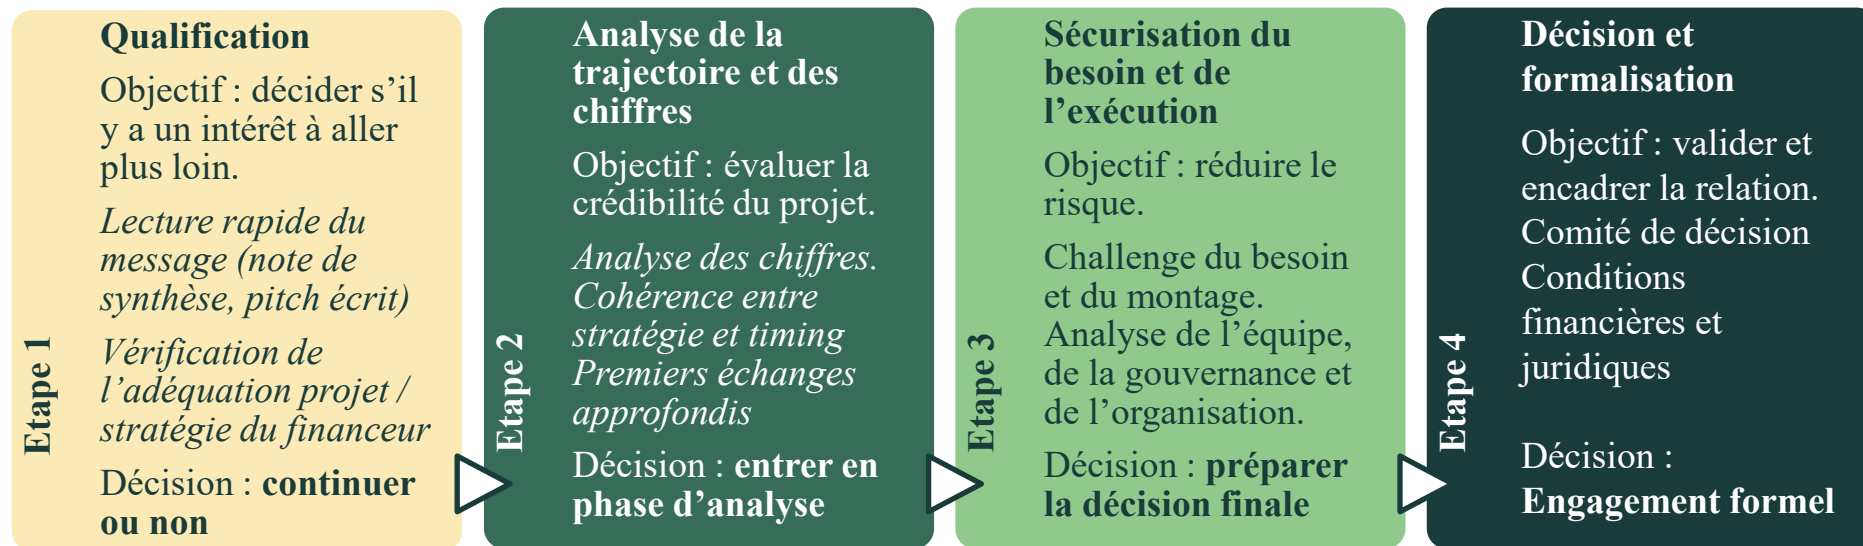 Etape 1
Qualification
Objectif : décider s’il
y a un intérêt à aller
plus loin.
Lecture rapide du
message (note de
synthèse, pitch écrit)
Vérification de
l’adéquation projet /
stratégie du financeur
Décision : continuer
ou non
Etape 2
Analyse de la
trajectoire et des
chiffres
Objectif : évaluer la
crédibilité du projet.
Analyse des chiffres.
Cohérence entre
stratégie et timing
Premiers échanges
approfondis
Décision : entrer en
phase d’analyse
Etape 3
Sécurisation du
besoin et de
l’exécution
Objectif : réduire le
risque.
Challenge du besoin
et du montage.
Analyse de l’équipe,
de la gouvernance et
de l’organisation.
Décision : préparer
la décision finale
Etape 4
Décision et
formalisation
Objectif : valider et
encadrer la relation.
Comité de décision
Conditions
financières et
juridiques
Décision :
Engagement formel